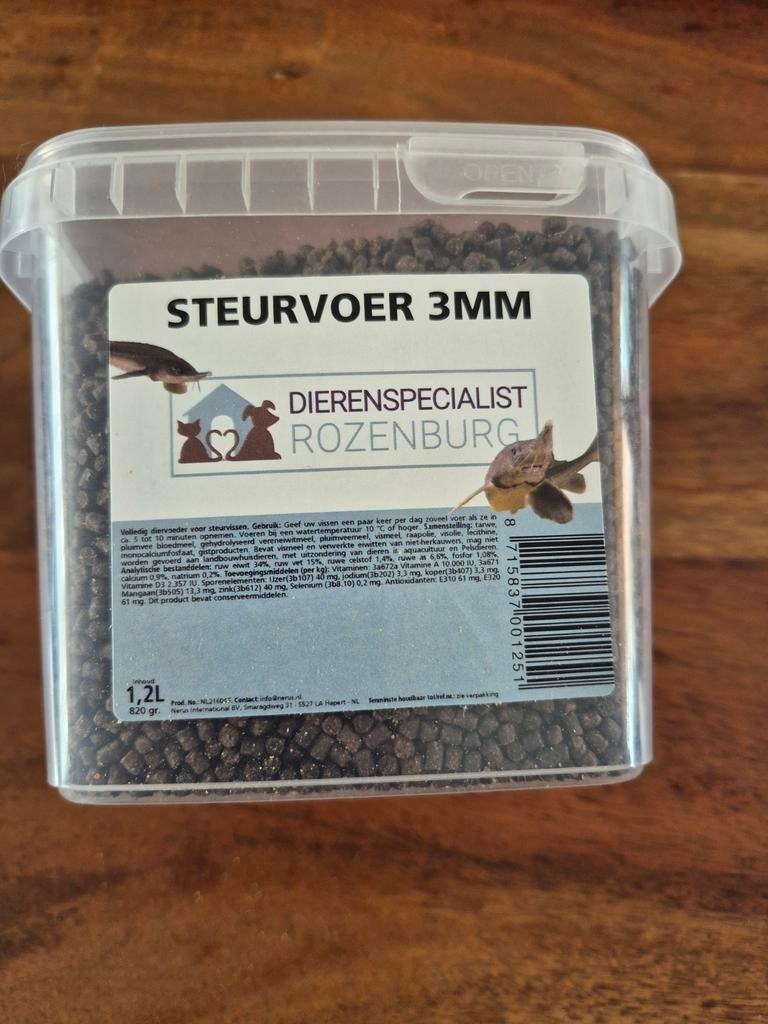 OPEN
STEURVOER 3MM
DIERENSPECIALIST
ROZENBURG
Volledig diervoeder voor steurvissen. Gebruik: Geef uw vissen een paar keer per dag zoveel voer als ze in
ca. 5 tot 10 minuten opnemen. Voeren bij een watertemperatuur 10 °C of hoger. Samenstelling: tarwe,
pluimvee bloedmeel, gehydrolyseerd vereneiwitmeel, pluimveemeel, vismeel, raapolie, visolie, lecithine,
monocalciumfosfaat, gistproducten. Bevat vismeel en verwerkte eiwitten van niet-herkauwers, mag niet
worden gevoerd aan landbouwhuisdieren, met uitzondering van dieren in aquacultuur en Pelsdieren.
Analytische bestanddelen: ruw eiwit 34%, ruw vet 15%, ruwe celstof 1,4%, ruwe as 6,6%, fosfor 1,08%,
calcium 0,9%, natrium 0,2%. Toevoegingsmiddelen (per kg): Vitaminen: 3a672a Vitamine A 10.000 IU, 3a671
Vitamine D3 2.357 IU. Sporenelementen: IJzer(3b107) 40 mg, jodium(3b202) 3,3 mg, koper(3b407) 3,3 mg,
Mangaan(3b505) 13,3 mg, zink(3b612) 40 mg, Selenium (3b8.10) 0,2 mg. Antioxidanten: E310 61 mg, E320
61 mg. Dit product bevat conserveermiddelen.
8 715837 001251
Inhoud:
1,2L
820 gr.
Prod. No.: Contact: info@nerus.nl
Nerus International BV, Smaragdweg 31 - 5527 LA Hapert - NL
Tenminste houdbaar tot/ref.nr.: zie verpakking